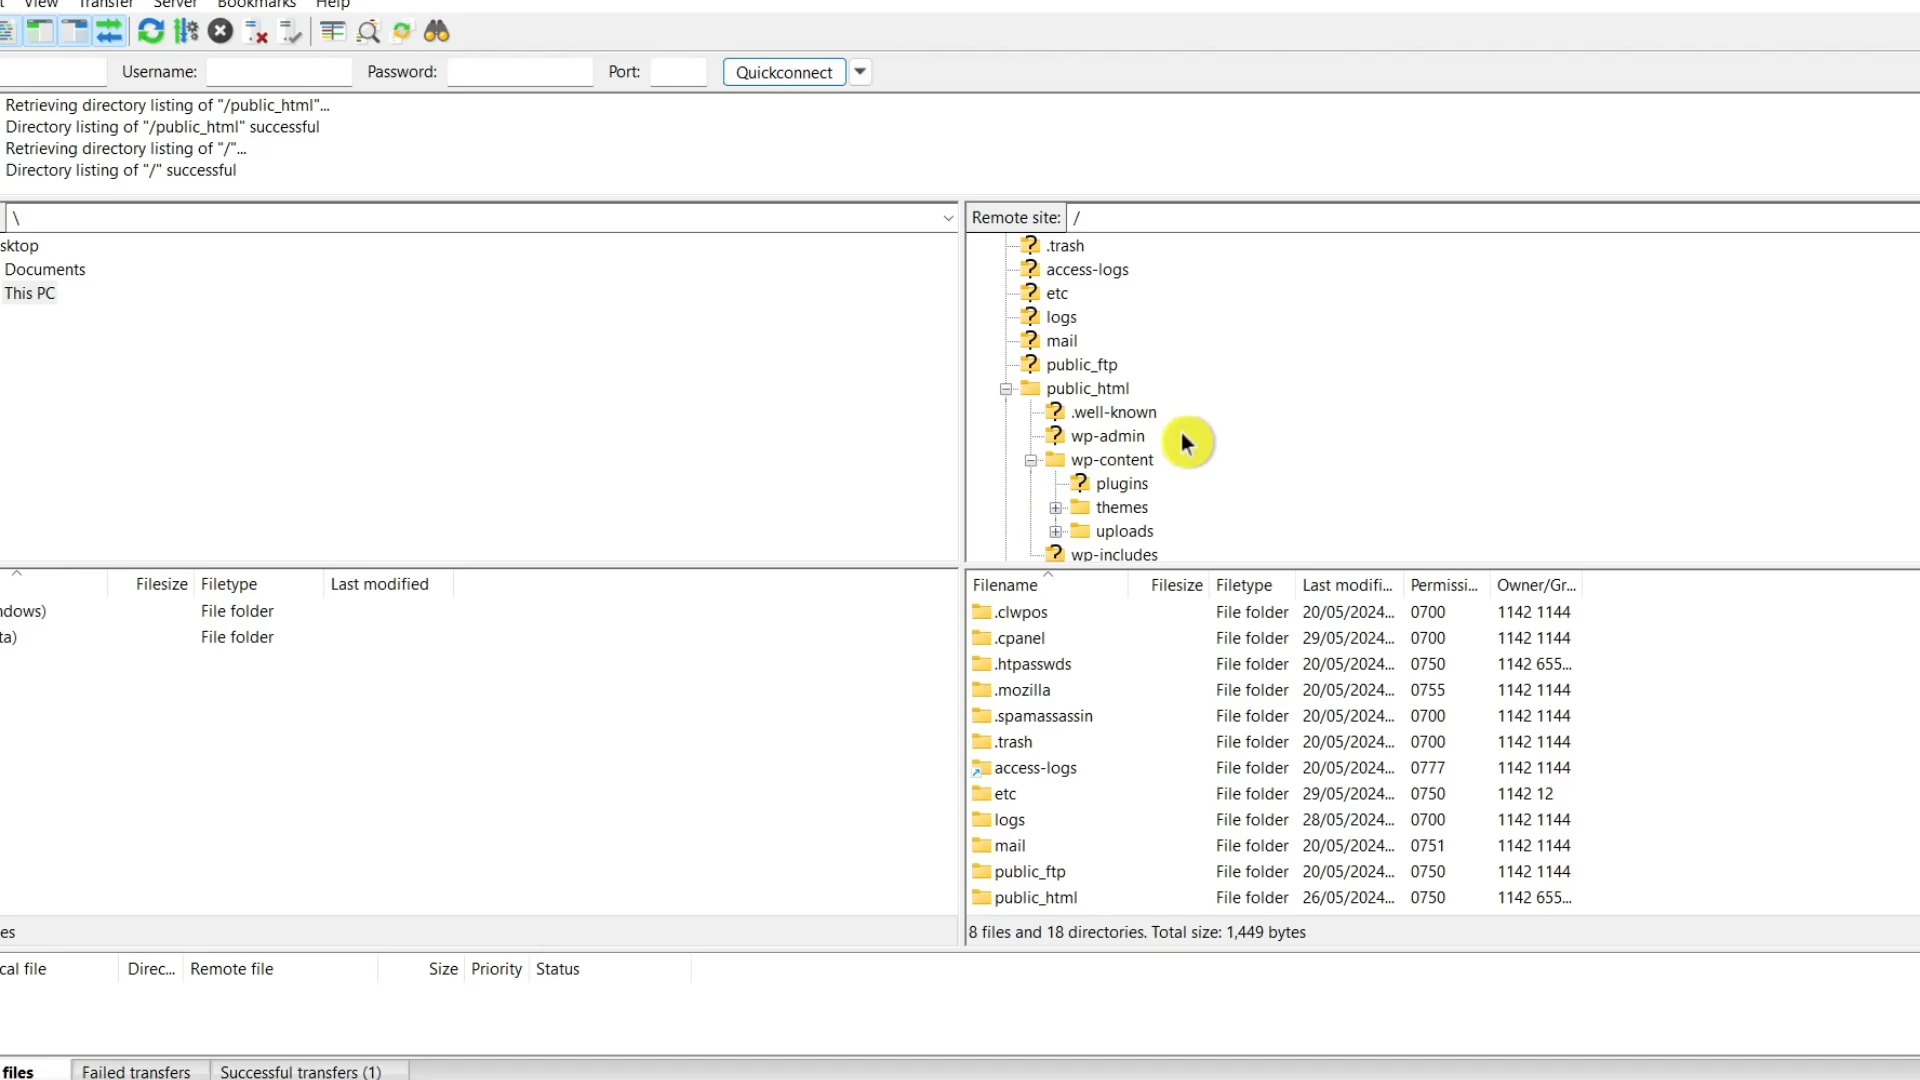 View Transfer Server Bookmarks Help
Username: Password: Port: Quickconnect
Retrieving directory listing of "/public_html"...
Directory listing of "/public_html" successful
Retrieving directory listing of "/"...
Directory listing of "/" successful
\
sktop
Documents
This PC
Remote site: /
.trash
access-logs
etc
logs
mail
public_ftp
public_html
.well-known
wp-admin
wp-content
plugins
themes
uploads
wp-includes
Filesize Filetype Last modified
ndows) File folder
ta) File folder
es
Filename Filesize Filetype Last modifi... Permissi... Owner/Gr...
.clwpos File folder 20/05/2024... 0700 1142 1144
.cpanel File folder 29/05/2024... 0700 1142 1144
.htpasswds File folder 20/05/2024... 0750 1142 655...
.mozilla File folder 20/05/2024... 0755 1142 1144
.spamassassin File folder 20/05/2024... 0700 1142 1144
.trash File folder 20/05/2024... 0700 1142 1144
access-logs File folder 20/05/2024... 0777 1142 1144
etc File folder 29/05/2024... 0750 1142 12
logs File folder 28/05/2024... 0700 1142 1144
mail File folder 20/05/2024... 0751 1142 1144
public_ftp File folder 20/05/2024... 0750 1142 1144
public_html File folder 26/05/2024... 0750 1142 655...
8 files and 18 directories. Total size: 1,449 bytes
cal file Direc... Remote file Size Priority Status
files Failed transfers Successful transfers (1)